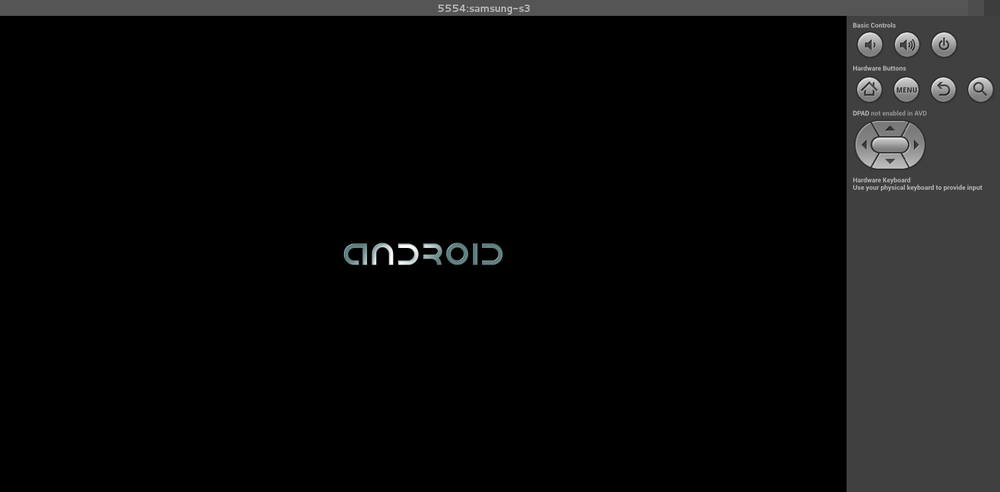 5554:samsung-s3
Basic Controls
Hardware Buttons
MENU
DPAD not enabled in AVD
Hardware Keyboard
Use your physical keyboard to provide input
ANDROID